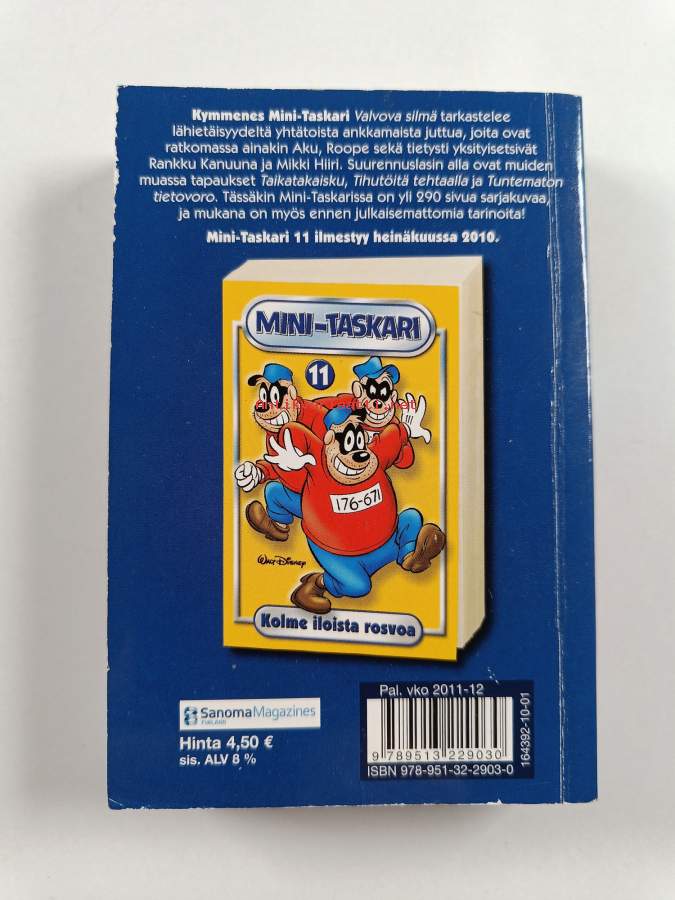 Kymmenes Mini-Taskari Valvova silmä tarkastelee
lähietäisyydeltä yhtätoista ankkamaista juttua, joita ovat
ratkomassa ainakin Aku, Roope sekä tietysti yksityisetsivät
Rankku Kanuuna ja Mikki Hiiri. Suurennuslasin alla ovat muiden
muassa tapaukset Taikatakaisku, Tihutöitä tehtaalla ja Tuntematon
tietovoro. Tässäkin Mini-Taskarissa on yli 290 sivua sarjakuvaa,
ja mukana on myös ennen julkaisemattomia tarinoita!
Mini-Taskari 11 ilmestyy heinäkuussa 2010.
MINI-TASKARI
11
176-671
WALT DISNEY
Kolme iloista rosvoa
SanomaMagazines
FINLAND
Hinta 4,50 €
sis. ALV 8 %
Pal. vko 2011-12
9 789513 229030
ISBN 978-951-32-2903-0
164392-10-01